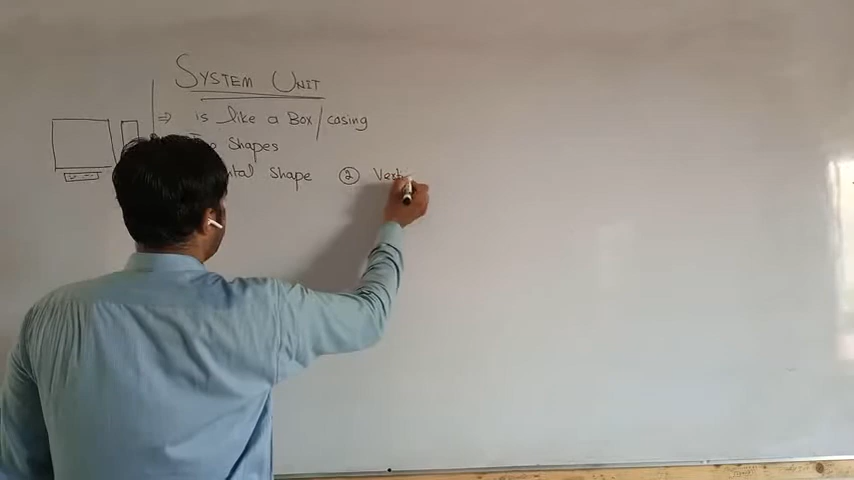 SYSTEM UNIT
⇒ is like a Box/casing
Shapes
Shape ② Vert